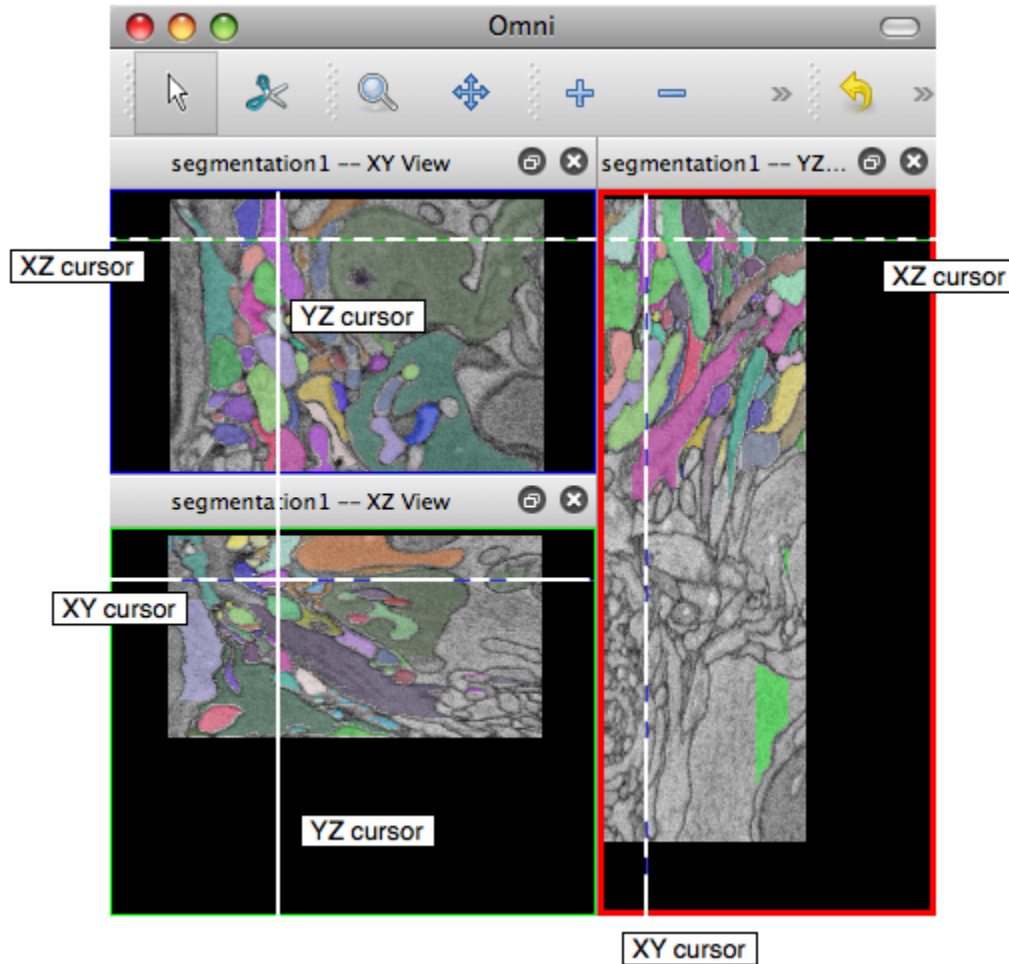 Omni
segmentation1 -- XY View
segmentation1 -- YZ...
XZ cursor
XZ cursor
YZ cursor
segmentation1 -- XZ View
XY cursor
YZ cursor
XY cursor